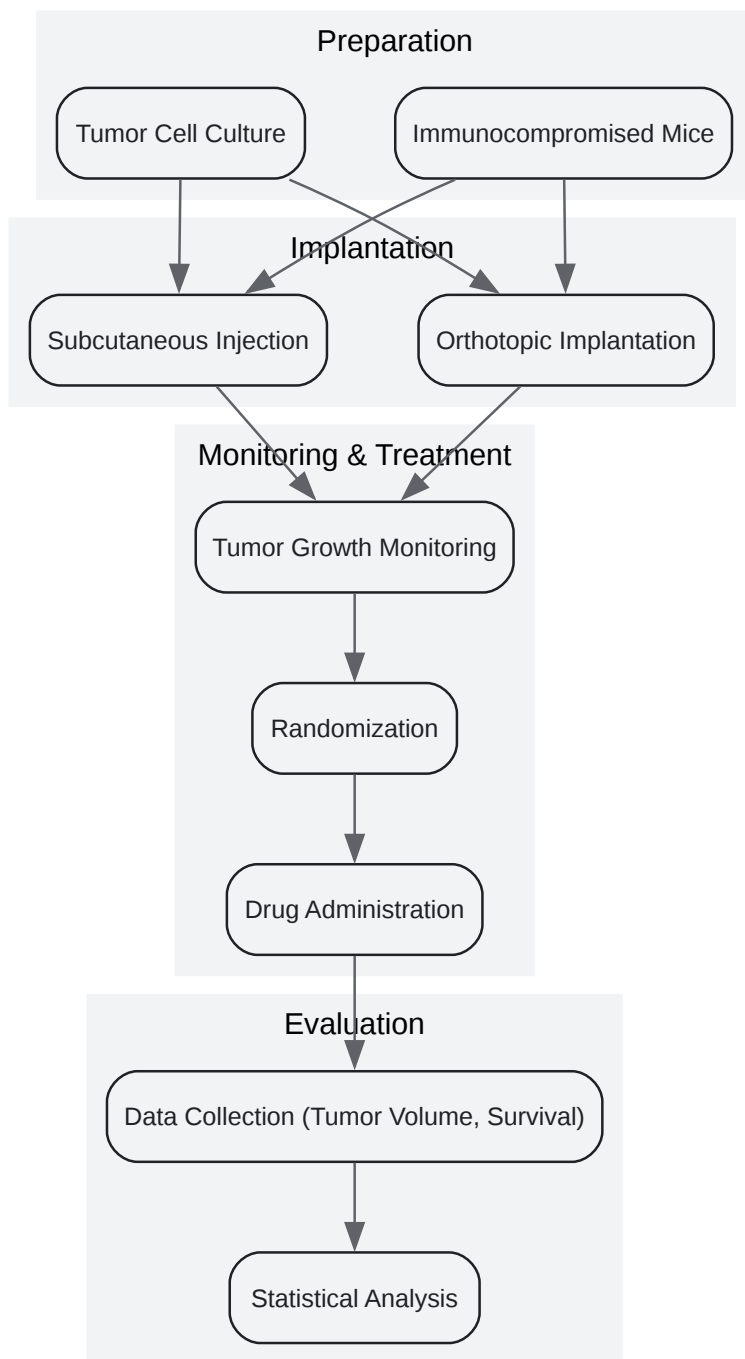 Preparation
Tumor Cell Culture
Immunocompromised Mice
Implantation
Subcutaneous Injection
Orthotopic Implantation
Monitoring & Treatment
Tumor Growth Monitoring
Randomization
Drug Administration
Evaluation
Data Collection (Tumor Volume, Survival)
Statistical Analysis